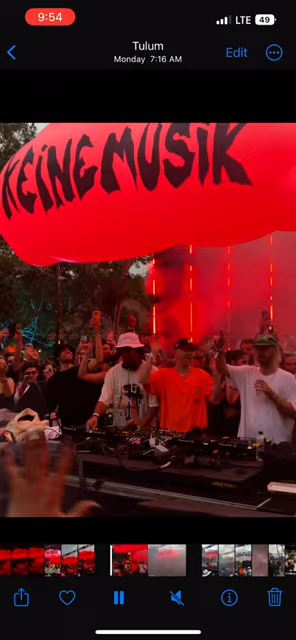 9:54
LTE 49
Tulum
Monday 7:16 AM
Edit
KEINEMUSIK